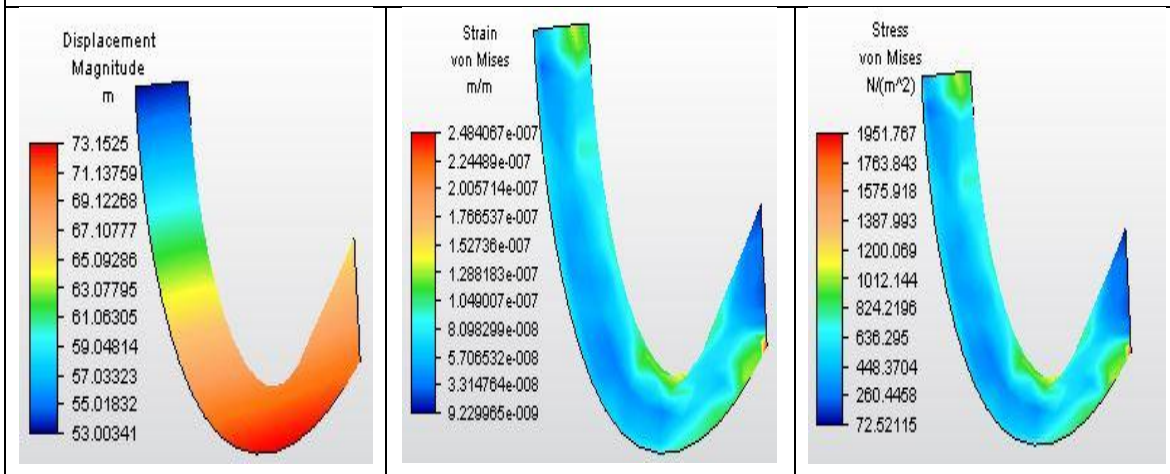 Displacement
Magnitude
m
73.1525
71.13759
69.12268
67.10777
65.09286
63.07795
61.06305
59.04814
57.03323
55.01832
53.00341
Strain
von Mises
m/m
2.484067e-007
2.24489e-007
2.005714e-007
1.766537e-007
1.52736e-007
1.288183e-007
1.049007e-007
8.098299e-008
5.706532e-008
3.314764e-008
9.229965e-009
Stress
von Mises
N/(m^2)
1951.767
1763.843
1575.918
1387.993
1200.069
1012.144
824.2195
636.295
448.3704
260.4458
72.52115